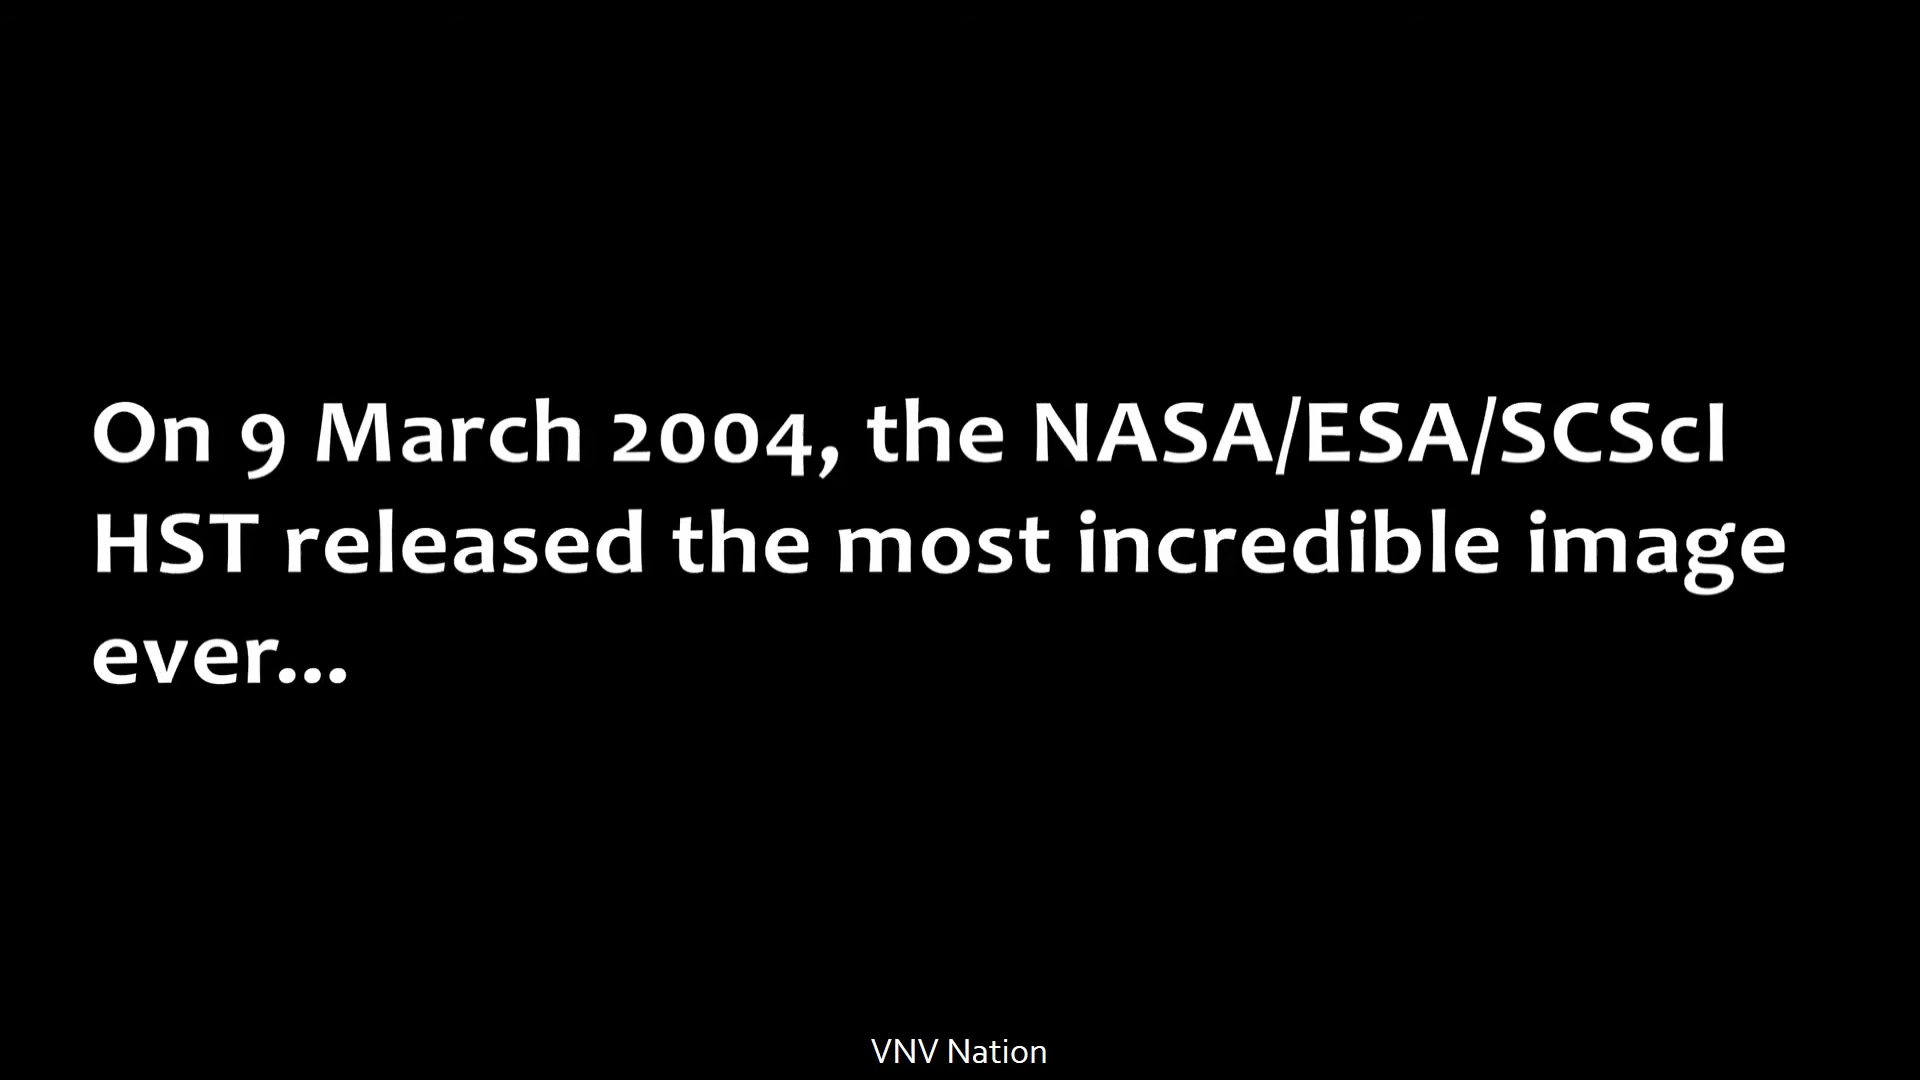 On 9 March 2004, the NASA/ESA/SCScI
HST released the most incredible image
ever...
VNV Nation